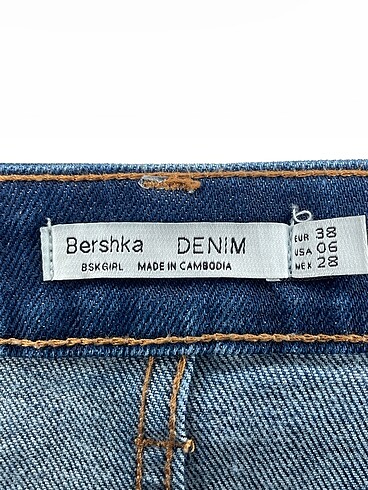 Bershka DENIM
BSKGIRL MADE IN CAMBODIA
EUR 38
USA 06
MEX 28